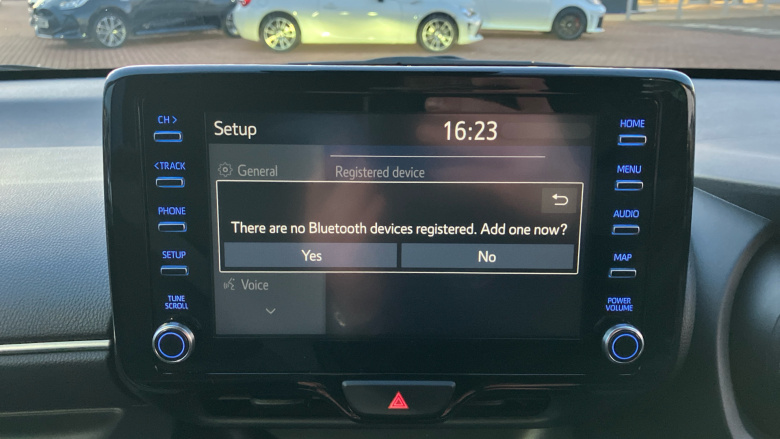 CH >
<TRACK
PHONE
SETUP
TUNE
SCROLL
Setup
16:23
General
Registered device
There are no Bluetooth devices registered. Add one now?
Yes
No
Voice
HOME
MENU
AUDIO
MAP
POWER
VOLUME